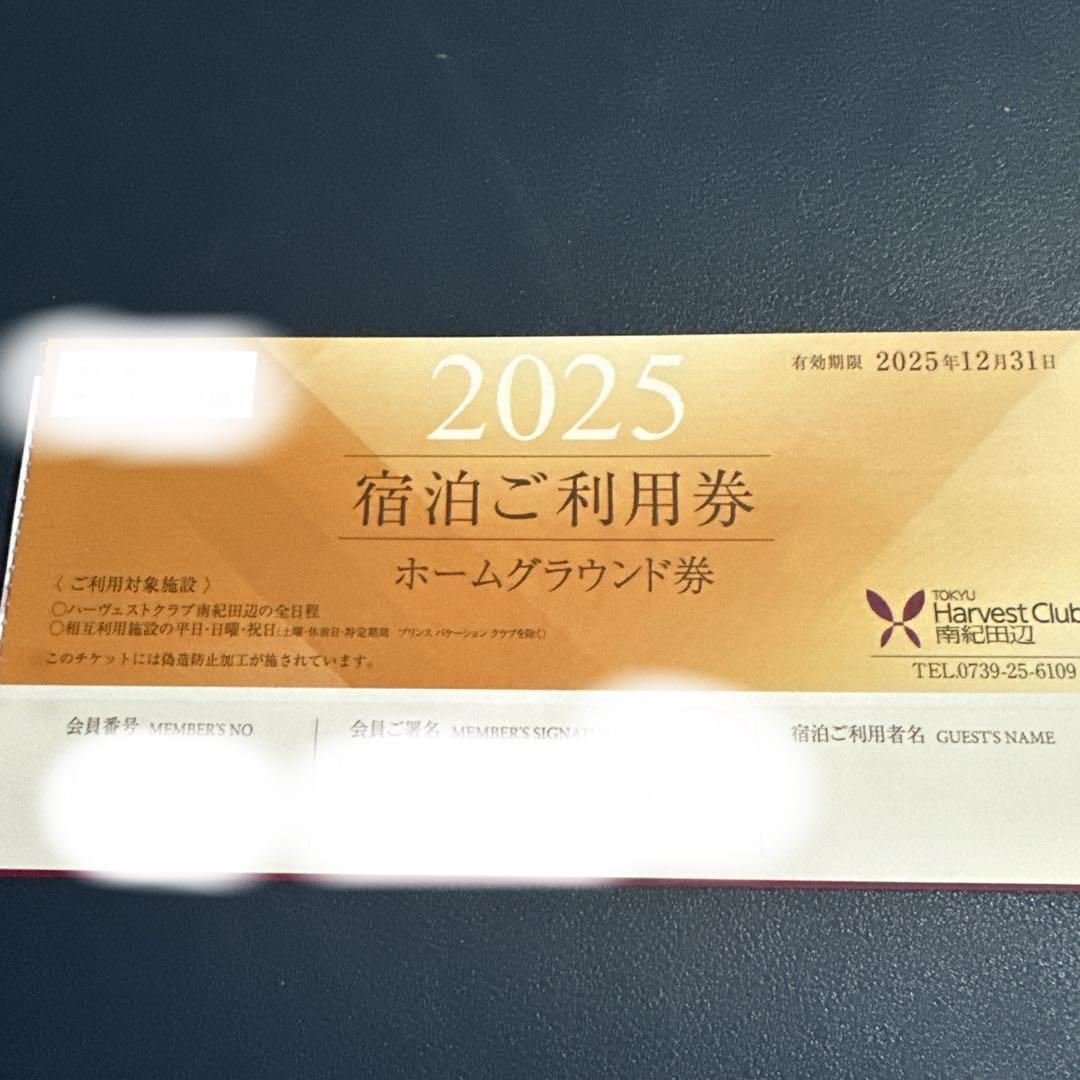 2025
有効期限 2025年12月31日
宿泊ご利用券
ホームグラウンド券
〈 ご利用対象施設 〉
○ハーヴェストクラブ南紀田辺の全日程
○相互利用施設の平日・日曜・祝日(土曜・休前日・特定期間 プリンス バケーション クラブを除く)
このチケットには偽造防止加工が施されています。
TOKYU
Harvest Club
南紀田辺
TEL.0739-25-6109
会員番号 MEMBER'S NO
会員ご署名 MEMBER'S
宿泊ご利用者名 GUEST'S NAME